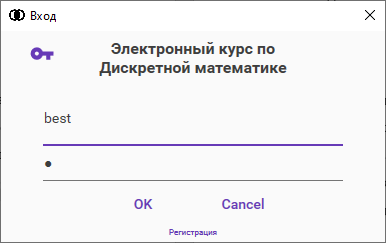 Вход
Электронный курс по
Дискретной математике
best
●
OK Cancel
Регистрация